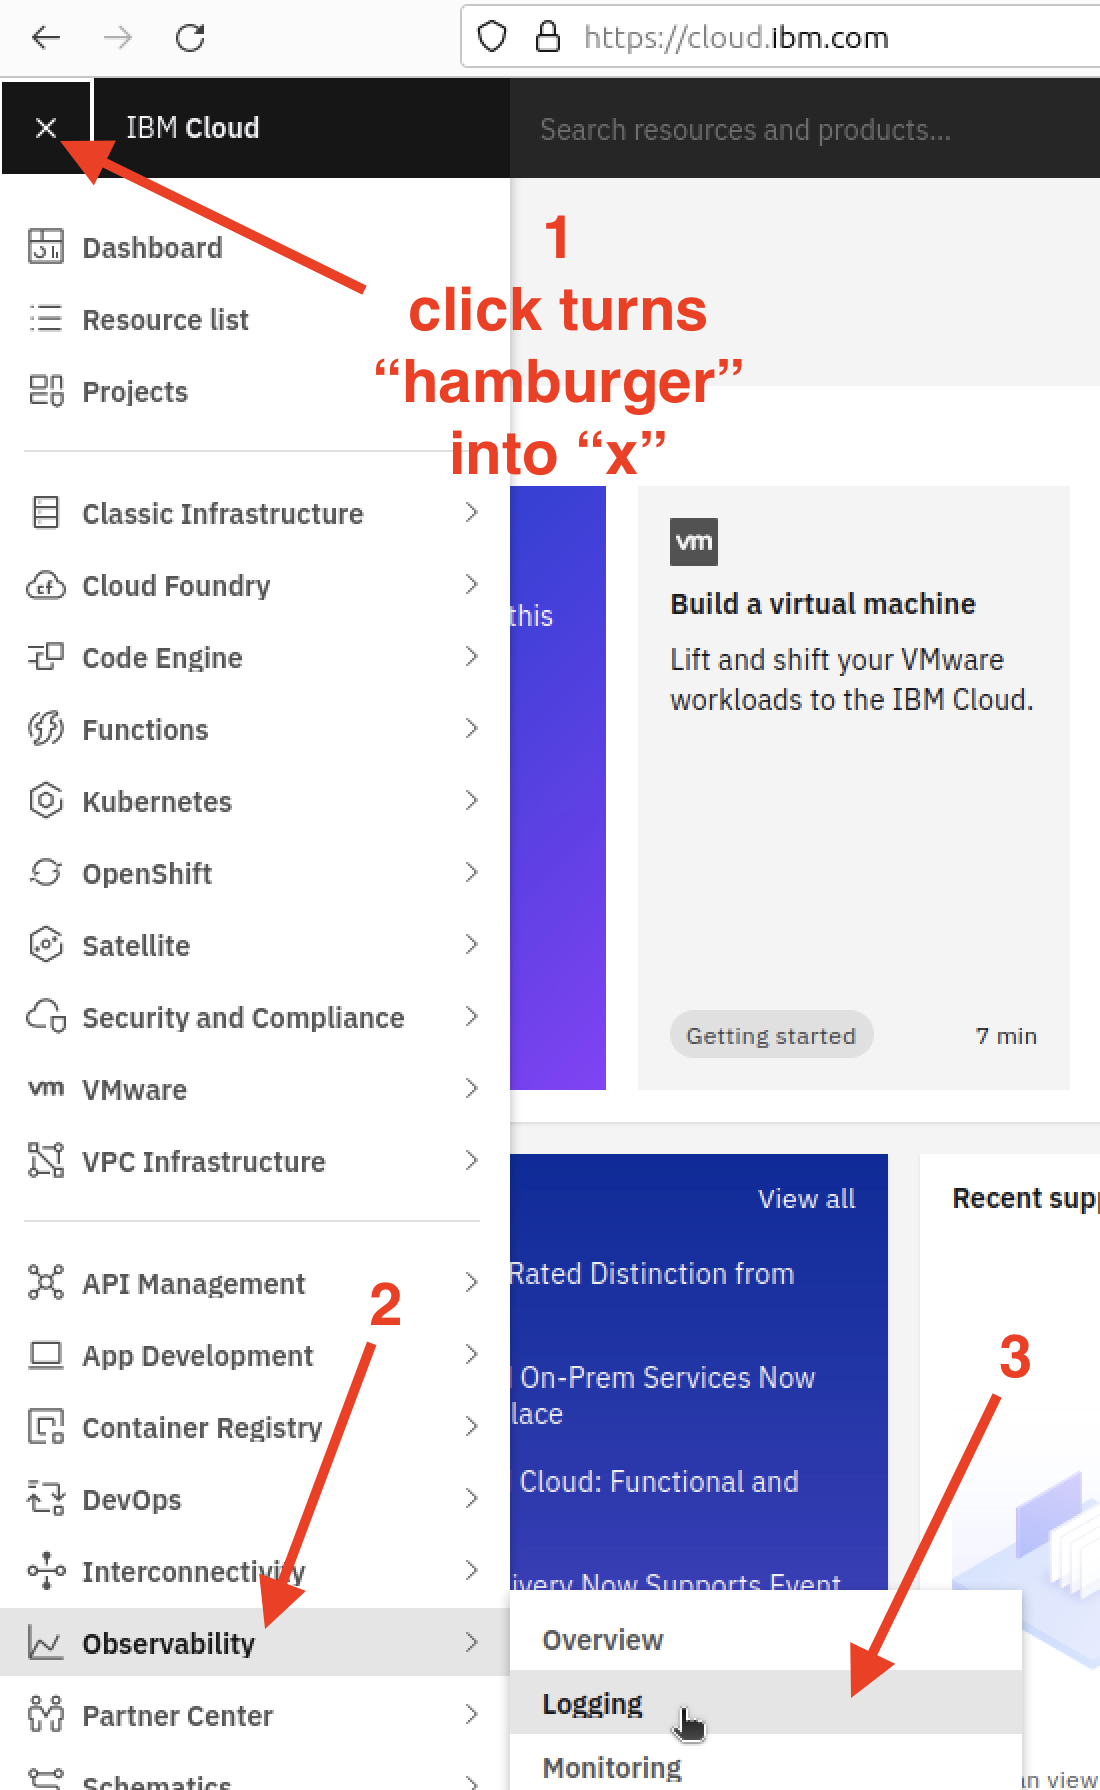 https://cloud.ibm.com
IBM Cloud
Search resources and products...
1
click turns
“hamburger”
into “x”
Dashboard
Resource list
Projects
Classic Infrastructure
Cloud Foundry
Code Engine
Functions
Kubernetes
OpenShift
Satellite
Security and Compliance
vm VMware
VPC Infrastructure
API Management
App Development
Container Registry
DevOps
Interconnectivity
Observability
Partner Center
Schematics
2
this
vm
Build a virtual machine
Lift and shift your VMware
workloads to the IBM Cloud.
Getting started
7 min
View all
Rated Distinction from
On-Prem Services Now
lace
Cloud: Functional and
ivery Now Supports Event
Recent supp
3
Overview
Logging
Monitoring
an view